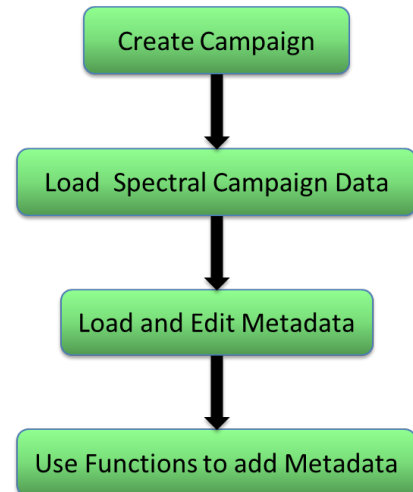 Create Campaign
Load Spectral Campaign Data
Load and Edit Metadata
Use Functions to add Metadata